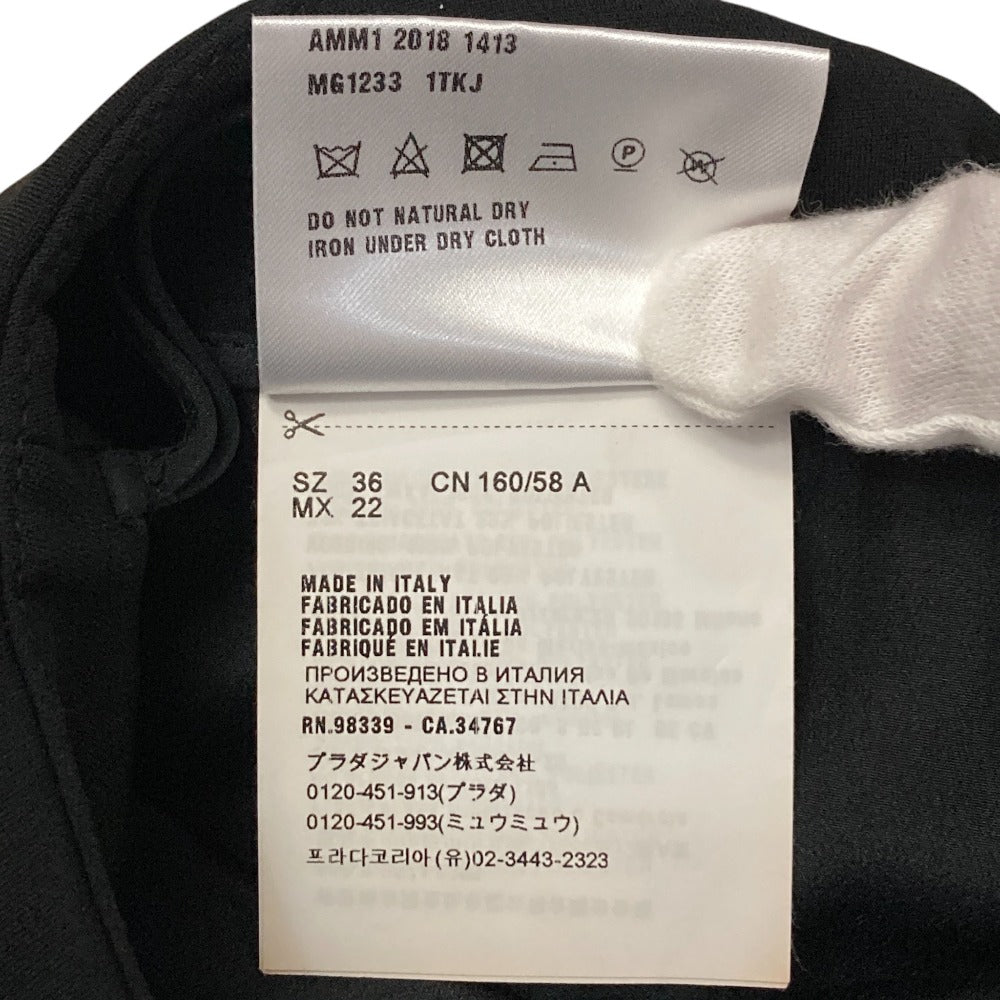 AMM1 2018 1413
MG1233 1TKJ
P
W
DO NOT NATURAL DRY
IRON UNDER DRY CLOTH
SZ 36 CN 160/58 A
MX 22
MADE IN ITALY
FABRICADO EN ITALIA
FABRICADO EM ITÁLIA
FABRIQUÉ EN ITALIE
ПРОИЗВЕДЕНО В ИТАЛИЯ
ΚΑΤΑΣΚΕΥΑΖΕΤΑΙ ΣΤΗΝ ΙΤΑΛΙΑ
RN.98339 - CA.34767
プラダジャパン株式会社
0120-451-913(プラダ)
0120-451-993(ミュウミュウ)
프라다코리아(유)02-3443-2323